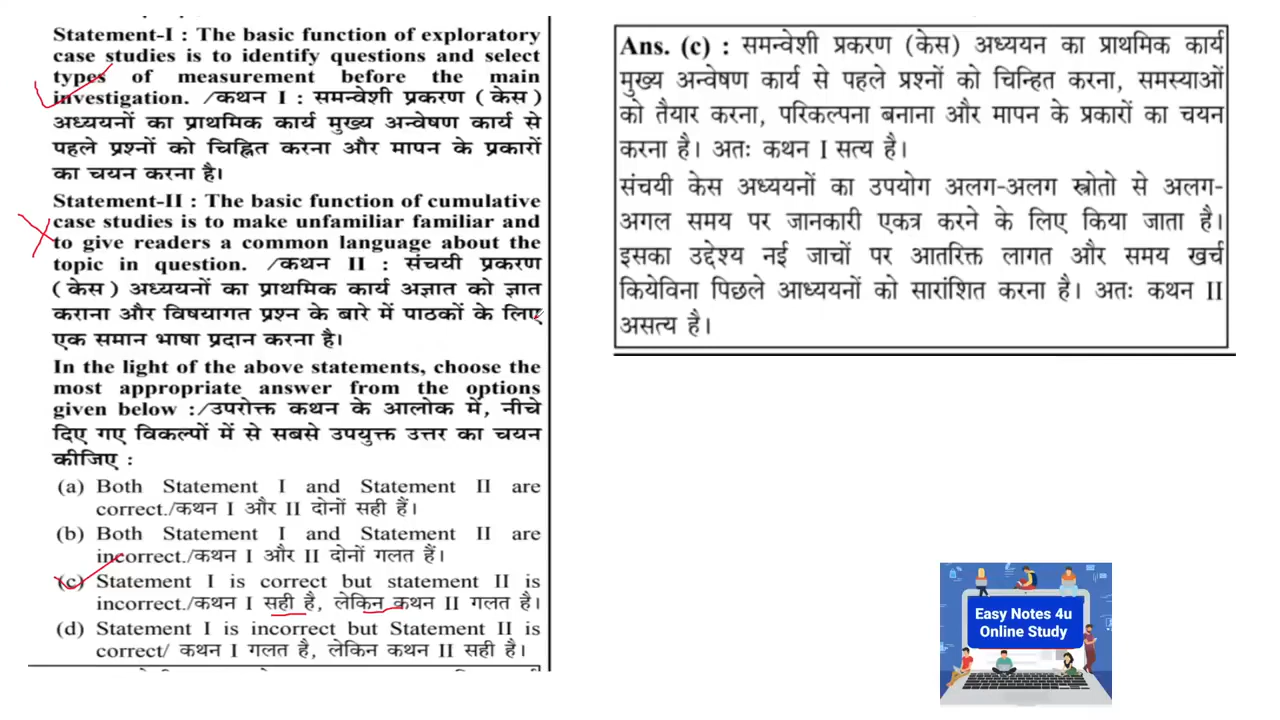 Statement-I : The basic function of exploratory
case studies is to identify questions and select
types of measurement before the main
investigation. /कथन I : समन्वेशी प्रकरण (केस)
अध्ययनों का प्राथमिक कार्य मुख्य अन्वेषण कार्य से
पहले प्रश्नों को चिह्नित करना और मापन के प्रकारों
का चयन करना है।
Statement-II : The basic function of cumulative
case studies is to make unfamiliar familiar and
to give readers a common language about the
topic in question. /कथन II : संचयी प्रकरण
(केस) अध्ययनों का प्राथमिक कार्य अज्ञात को ज्ञात
कराना और विषयागत प्रश्न के बारे में पाठकों के लिए
एक समान भाषा प्रदान करना है।
In the light of the above statements, choose the
most appropriate answer from the options
given below :/उपरोक्त कथन के आलोक में, नीचे
दिए गए विकल्पों में से सबसे उपयुक्त उत्तर का चयन
कीजिए :
(a) Both Statement I and Statement II are
correct./कथन I और II दोनों सही हैं।
(b) Both Statement I and Statement II are
incorrect./कथन I और II दोनों गलत हैं।
(c) Statement I is correct but statement II is
incorrect./कथन I सही है, लेकिन कथन II गलत है।
(d) Statement I is incorrect but Statement II is
correct/ कथन I गलत है, लेकिन कथन II सही है।
Ans. (c) : समन्वेशी प्रकरण (केस) अध्ययन का प्राथमिक कार्य
मुख्य अन्वेषण कार्य से पहले प्रश्नों को चिन्हित करना, समस्याओं
को तैयार करना, परिकल्पना बनाना और मापन के प्रकारों का चयन
करना है। अतः कथन I सत्य है।
संचयी केस अध्ययनों का उपयोग अलग-अलग स्त्रोतो से अलग-
अगल समय पर जानकारी एकत्र करने के लिए किया जाता है।
इसका उद्देश्य नई जाचों पर आतरिक्त लागत और समय खर्च
कियेविना पिछले आध्ययनों को सारांशित करना है। अतः कथन II
असत्य है।
Easy Notes 4u
Online Study